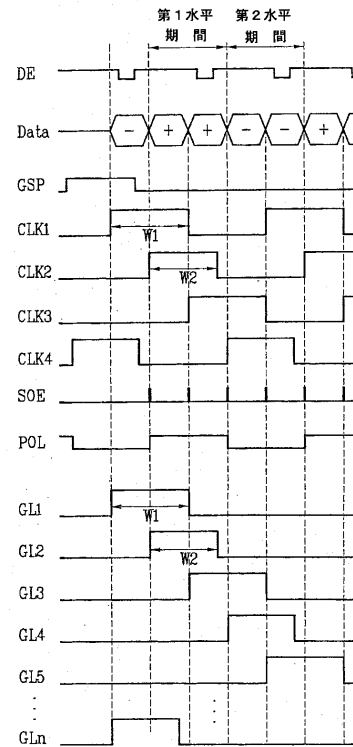 第1水平 第2水平
期間 期間
DE
Data - + + - - +
GSP
CLK1 W1
CLK2 W2
CLK3
CLK4
SOE
POL
GL1 W1
GL2 W2
GL3
GL4
GL5
GLn